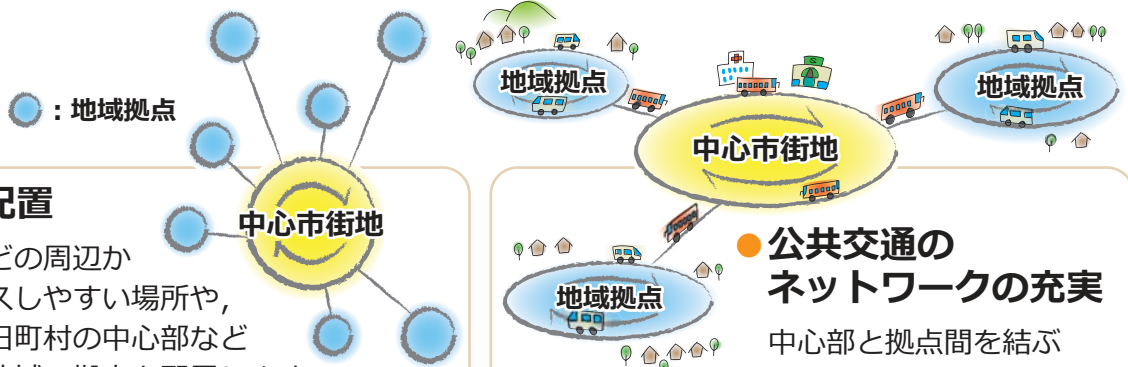 ：地域拠点
中心市街地
配置
どの周辺か
スしやすい場所や，
旧町村の中心部など
地域拠点
地域拠点
中心市街地
地域拠点
●公共交通の
ネットワークの充実
中心部と拠点間を結ぶ